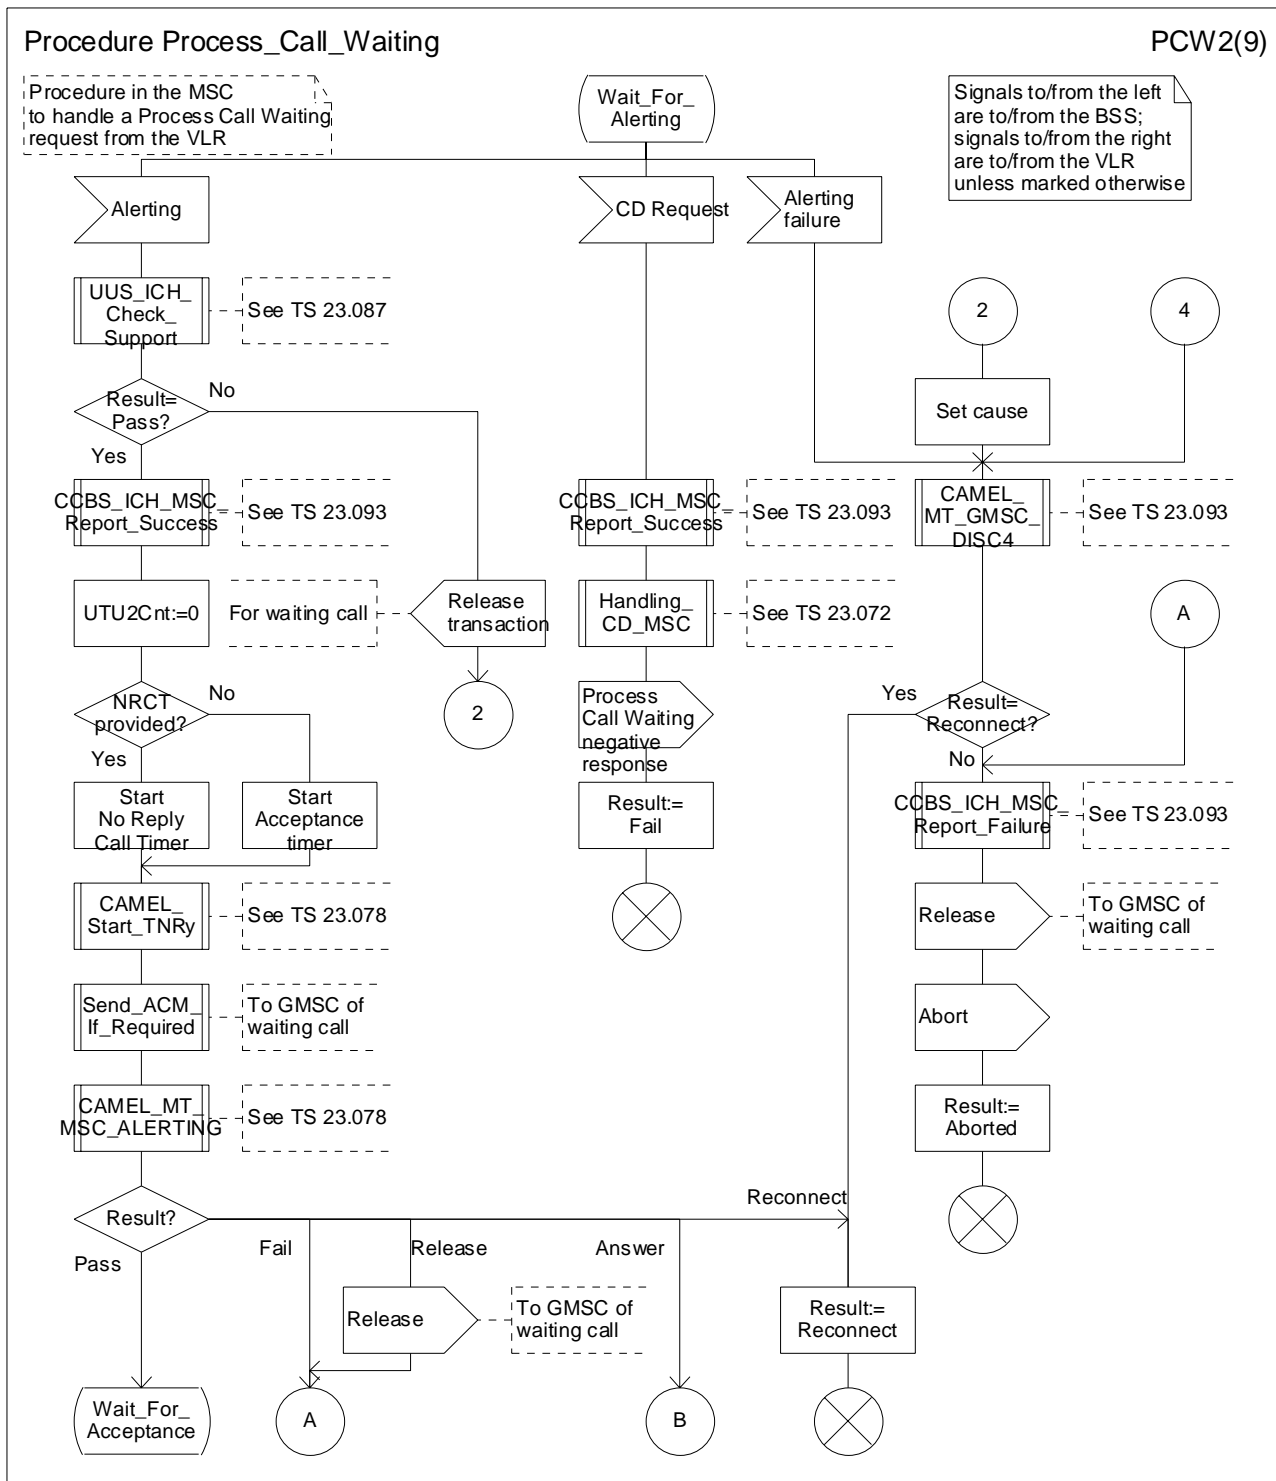 Procedure Process_Call_Waiting
PCW2(9)
Procedure in the MSC
to handle a Process Call Waiting
request from the VLR
Wait_For_
Alerting
Signals to/from the left
are to/from the BSS;
signals to/from the right
are to/from the VLR
unless marked otherwise
Alerting
CD Request
Alerting
failure
UUS_ICH_
Check_
Support
See TS 23.087
2
4
Result=
Pass?
No
Yes
Set cause
CCBS_ICH_MSC_
Report_Success
See TS 23.093
CCBS_ICH_MSC_
Report_Success
See TS 23.093
CAMEL_
MT_GMSC_
DISC4
See TS 23.093
UTU2Cnt:=0
For waiting call
Release
transaction
Handling_
CD_MSC
See TS 23.072
A
NRCT
provided?
No
Yes
2
Process
Call Waiting
negative
response
Yes
Result=
Reconnect?
No
Start
No Reply
Call Timer
Start
Acceptance
timer
Result:=
Fail
CCBS_ICH_MSC_
Report_Failure
See TS 23.093
CAMEL_
Start_TNRy
See TS 23.078
Release
To GMSC of
waiting call
Send_ACM_
If_Required
To GMSC of
waiting call
Abort
CAMEL_MT_
MSC_ALERTING
See TS 23.078
Result:=
Aborted
Result?
Reconnect
Pass
Fail
Release
Answer
Release
To GMSC of
waiting call
Result:=
Reconnect
Wait_For_
Acceptance
A
B